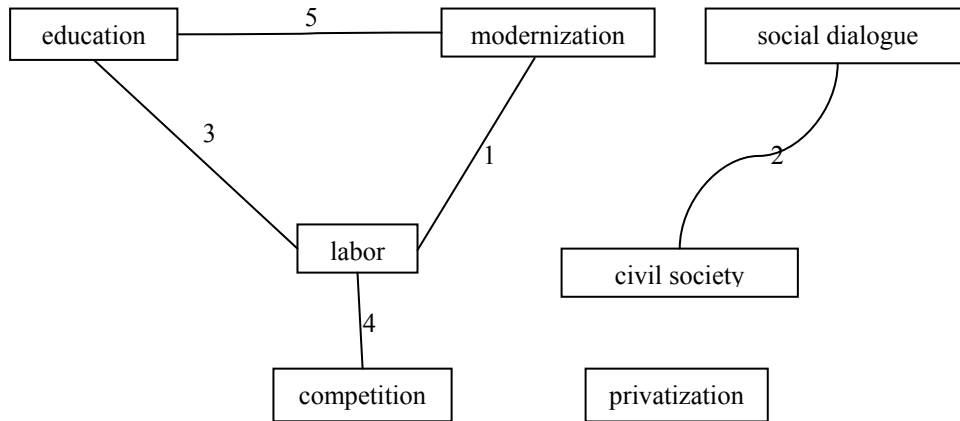 5
education
modernization
social dialogue
3
1
2
labor
civil society
4
competition
privatization